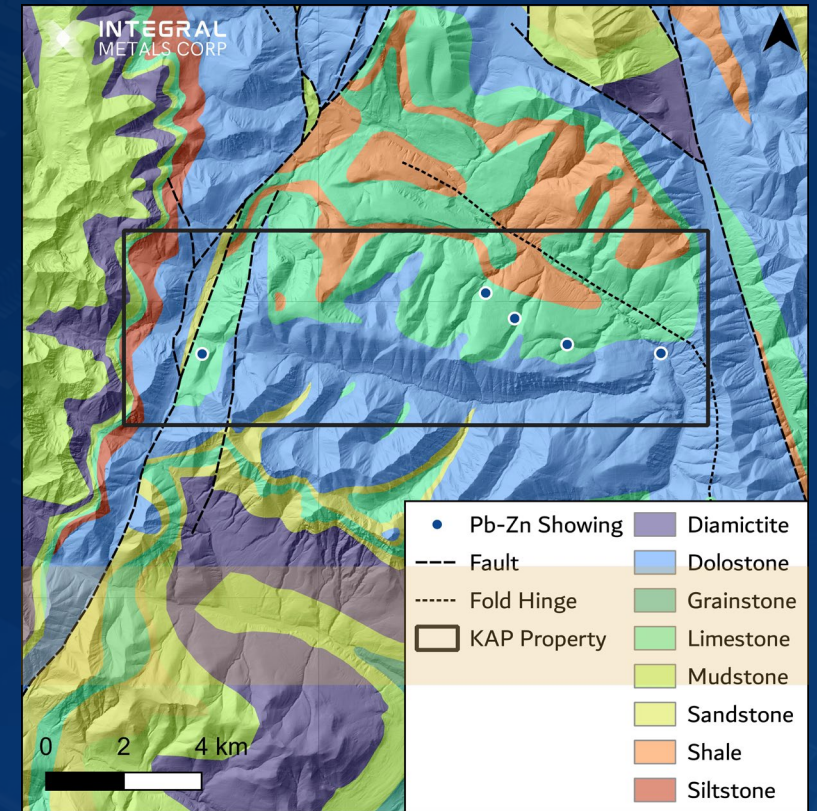 INTEGRAL
METALS CORP
Pb-Zn Showing
Fault
Fold Hinge
KAP Property
Diamictite
Dolostone
Grainstone
Limestone
Mudstone
Sandstone
Shale
Siltstone
0 2 4 km